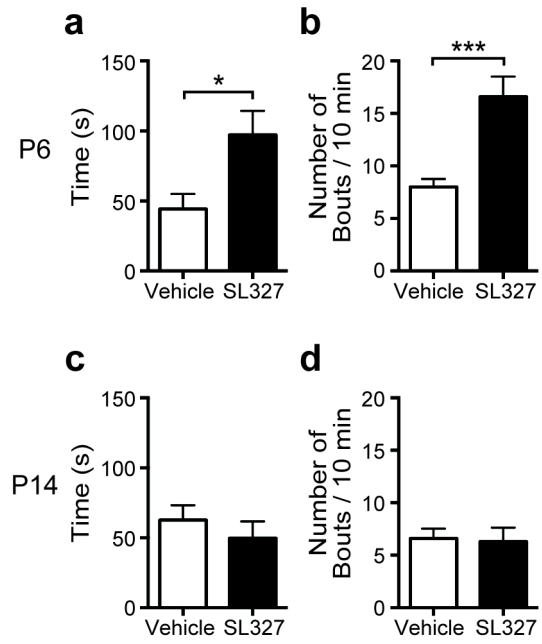 a
b
150
100
50
0
Time (s)
*
Vehicle SL327
P6
20
15
10
5
0
Number of
Bouts / 10 min
***
Vehicle SL327
c
d
150
100
50
0
Time (s)
Vehicle SL327
P14
20
15
10
5
0
Number of
Bouts / 10 min
Vehicle SL327